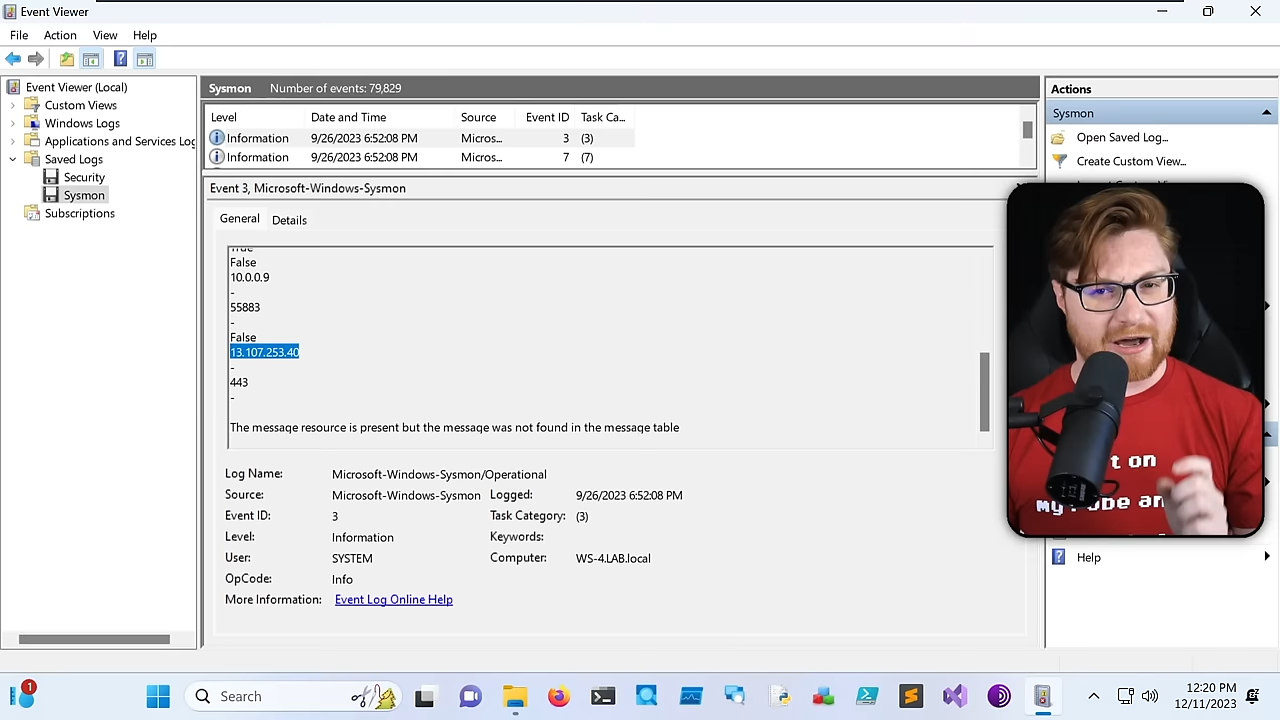 Event Viewer
File Action View Help
Event Viewer (Local)
Custom Views
Windows Logs
Applications and Services Log
Saved Logs
Security
Sysmon
Subscriptions
Sysmon Number of events: 79,829
Level Date and Time Source Event ID Task Ca...
Information 9/26/2023 6:52:08 PM Micros... 3 (3)
Information 9/26/2023 6:52:08 PM Micros... 7 (7)
Event 3, Microsoft-Windows-Sysmon
General Details
True
False
10.0.0.9
-
55883
-
False
13.107.253.40
-
443
-
The message resource is present but the message was not found in the message table
Log Name: Microsoft-Windows-Sysmon/Operational
Source: Microsoft-Windows-Sysmon Logged: 9/26/2023 6:52:08 PM
Event ID: 3 Task Category: (3)
Level: Information Keywords:
User: SYSTEM Computer: WS-4.LAB.local
OpCode: Info
More Information: Event Log Online Help
Actions
Sysmon
Open Saved Log...
Create Custom View...
Help
t on
my
1
Search
12:20 PM
12/11/2023